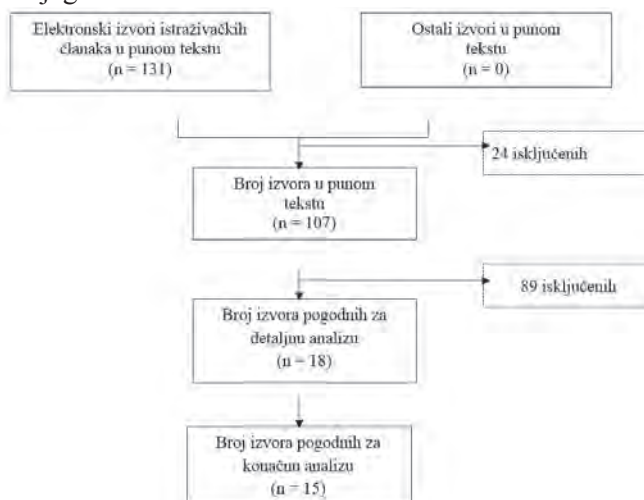 Elektronski izvori istraživačkih
članaka u punom tekstu
(n = 131)
Ostali izvori u punom
tekstu
(n = 0)
24 isključenih
Broj izvora u punom
tekstu
(n = 107)
89 isključenih
Broj izvora pogodnih za
detaljnu analizu
(n = 18)
Broj izvora pogodnih za
konačun analizu
(n = 15)